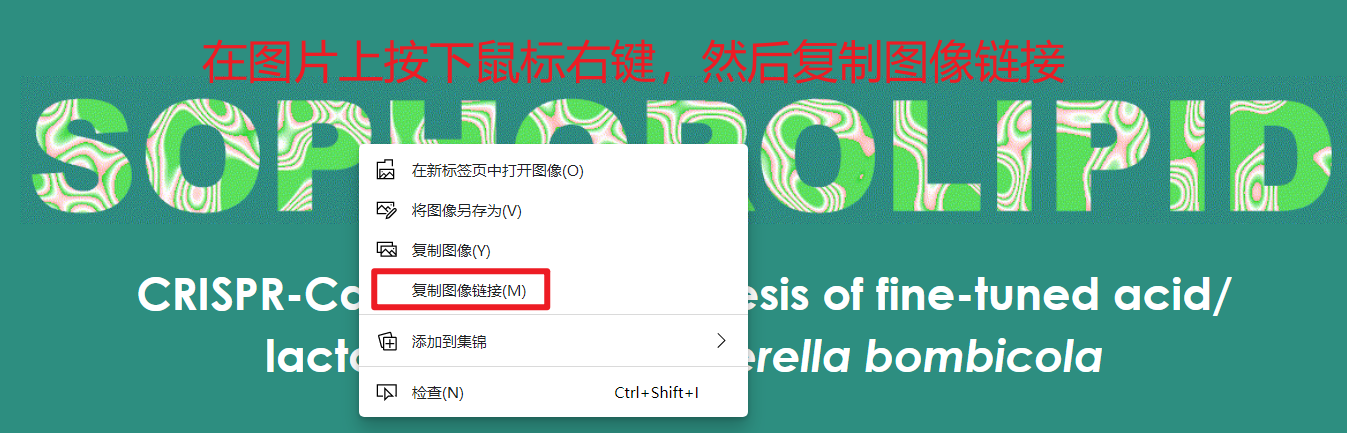 在图片上按下鼠标右键，然后复制图像链接
SOPHOROLIPID
在新标签页中打开图像(O)
将图像另存为(V)
复制图像(Y)
复制图像链接(M)
添加到集锦
检查(N) Ctrl+Shift+I
CRISPR-Ca esis of fine-tuned acid/
lacto erella bombicola